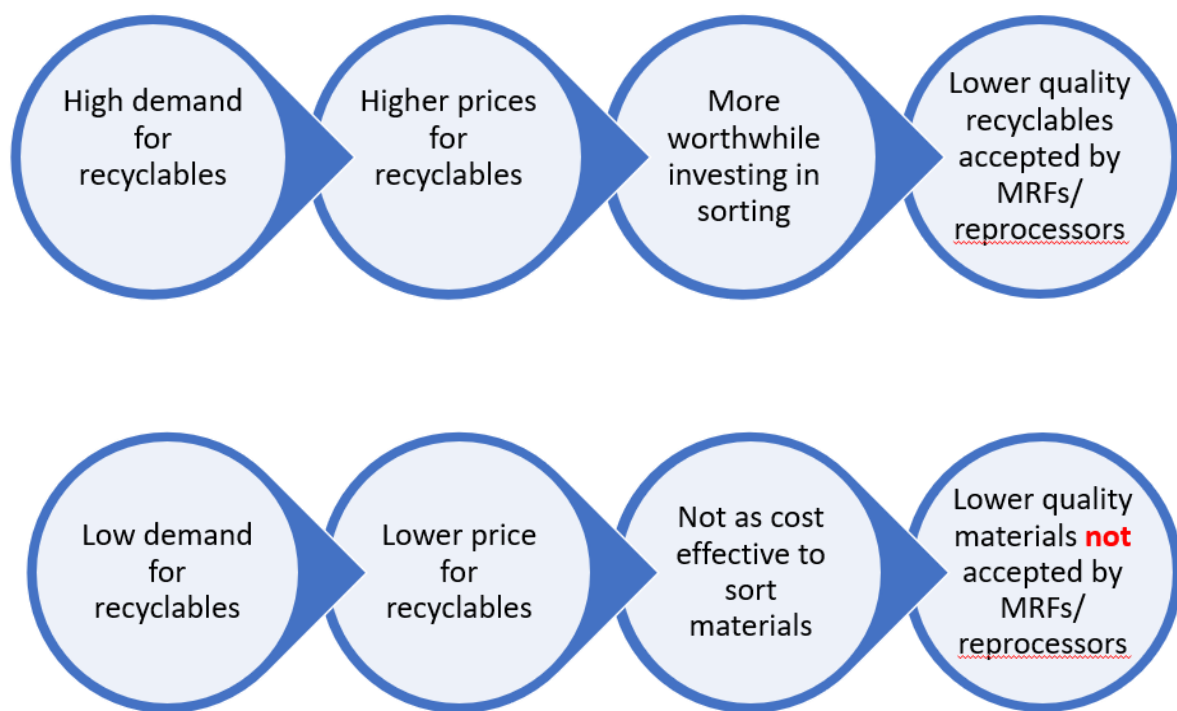 High demand
for
recyclables
Higher prices
for
recyclables
More
worthwhile
investing in
sorting
Lower quality
recyclables
accepted by
MRFs/
reprocessors
Low demand
for
recyclables
Lower price
for
recyclables
Not as cost
effective to
sort
materials
Lower quality
materials not
accepted by
MRFs/
reprocessors